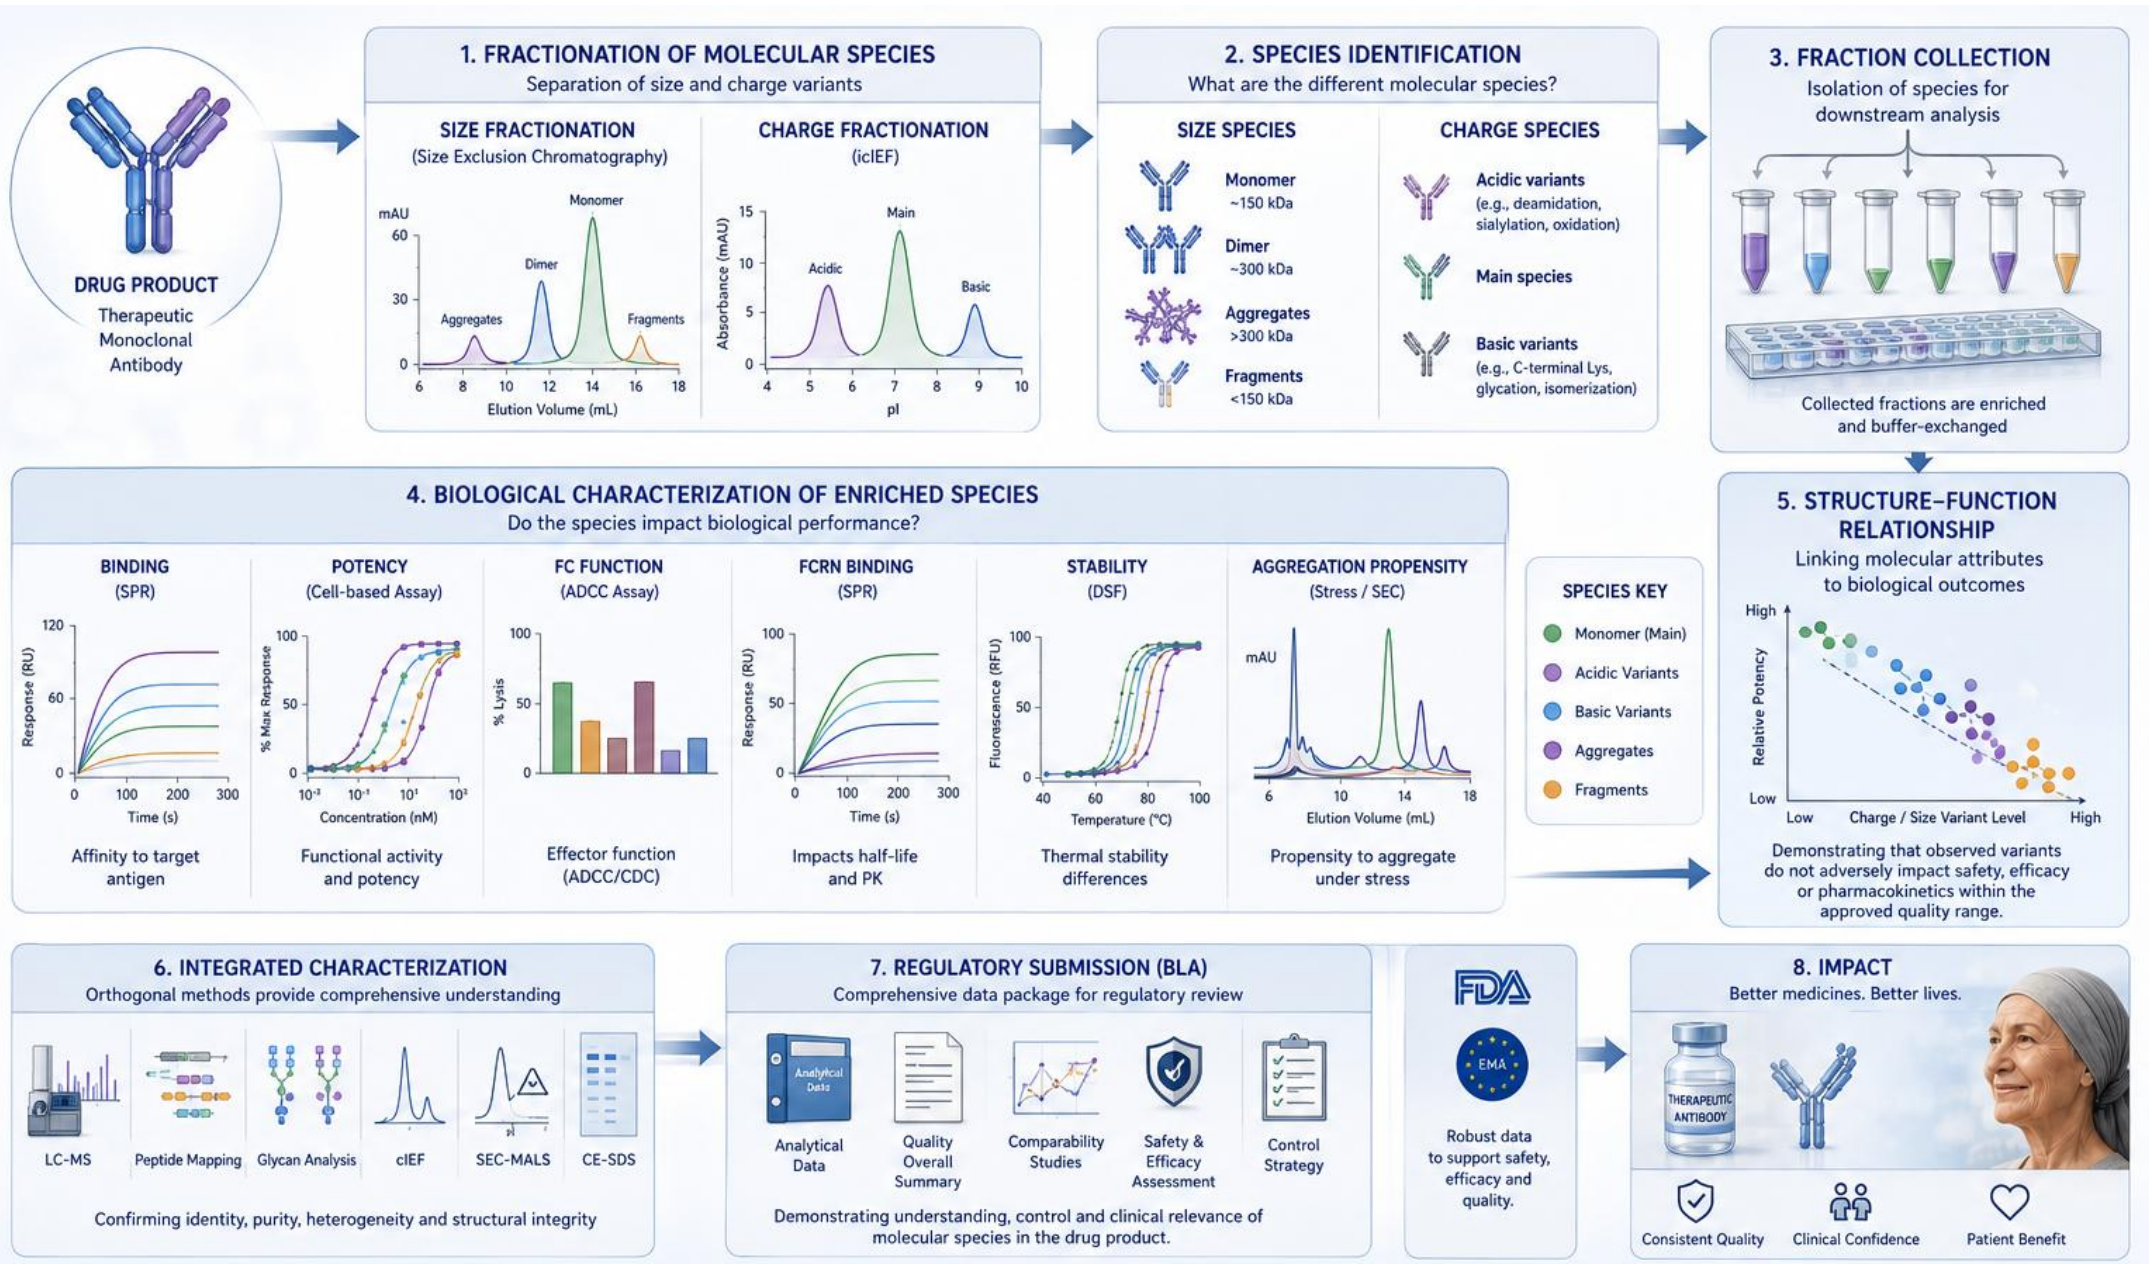 DRUG PRODUCT
Therapeutic
Monoclonal
Antibody
1. FRACTIONATION OF MOLECULAR SPECIES
Separation of size and charge variants
SIZE FRACTIONATION
(Size Exclusion Chromatography)
mAU
60
30
0
Aggregates
Dimer
Monomer
Fragments
6 8 10 12 14 16 18
Elution Volume (mL)
CHARGE FRACTIONATION
(icIEF)
Absorbance (mAU)
15
10
5
0
Acidic
Main
Basic
4 5 6 7 8 9 10
pI
2. SPECIES IDENTIFICATION
What are the different molecular species?
SIZE SPECIES
Monomer
~150 kDa
Dimer
~300 kDa
Aggregates
>300 kDa
Fragments
<150 kDa
CHARGE SPECIES
Acidic variants
(e.g., deamidation,
sialylation, oxidation)
Main species
Basic variants
(e.g., C-terminal Lys,
glycation, isomerization)
3. FRACTION COLLECTION
Isolation of species for
downstream analysis
Collected fractions are enriched
and buffer-exchanged
4. BIOLOGICAL CHARACTERIZATION OF ENRICHED SPECIES
Do the species impact biological performance?
BINDING
(SPR)
Response (RU)
120
60
0
0 100 200 300
Time (s)
Affinity to target
antigen
POTENCY
(Cell-based Assay)
% Max Response
100
50
0
10⁻³ 10⁻¹ 10¹ 10³
Concentration (nM)
Functional activity
and potency
FC FUNCTION
(ADCC Assay)
% Lysis
100
50
0
Effector function
(ADCC/CDC)
FCRN BINDING
(SPR)
Response (RU)
100
50
0
0 100 200 300
Time (s)
Impacts half-life
and PK
STABILITY
(DSF)
Fluorescence (RFU)
100
50
0
40 60 80 100
Temperature (°C)
Thermal stability
differences
AGGREGATION PROPENSITY
(Stress / SEC)
mAU
6 10 14 18
Elution Volume (mL)
Propensity to aggregate
under stress
SPECIES KEY
Monomer (Main)
Acidic Variants
Basic Variants
Aggregates
Fragments
5. STRUCTURE–FUNCTION
RELATIONSHIP
Linking molecular attributes
to biological outcomes
High
Relative Potency
Low
Low Charge / Size Variant Level High
Demonstrating that observed variants
do not adversely impact safety, efficacy
or pharmacokinetics within the
approved quality range.
6. INTEGRATED CHARACTERIZATION
Orthogonal methods provide comprehensive understanding
LC-MS
Peptide Mapping
Glycan Analysis
cIEF
SEC-MALS
CE-SDS
Confirming identity, purity, heterogeneity and structural integrity
7. REGULATORY SUBMISSION (BLA)
Comprehensive data package for regulatory review
Analytical
Data
Analytical
Data
Quality
Overall
Summary
Comparability
Studies
Safety &
Efficacy
Assessment
Control
Strategy
Demonstrating understanding, control and clinical relevance of
molecular species in the drug product.
FDA
EMA
Robust data
to support safety,
efficacy and
quality.
8. IMPACT
Better medicines. Better lives.
THERAPEUTIC
ANTIBODY
Consistent Quality
Clinical Confidence
Patient Benefit